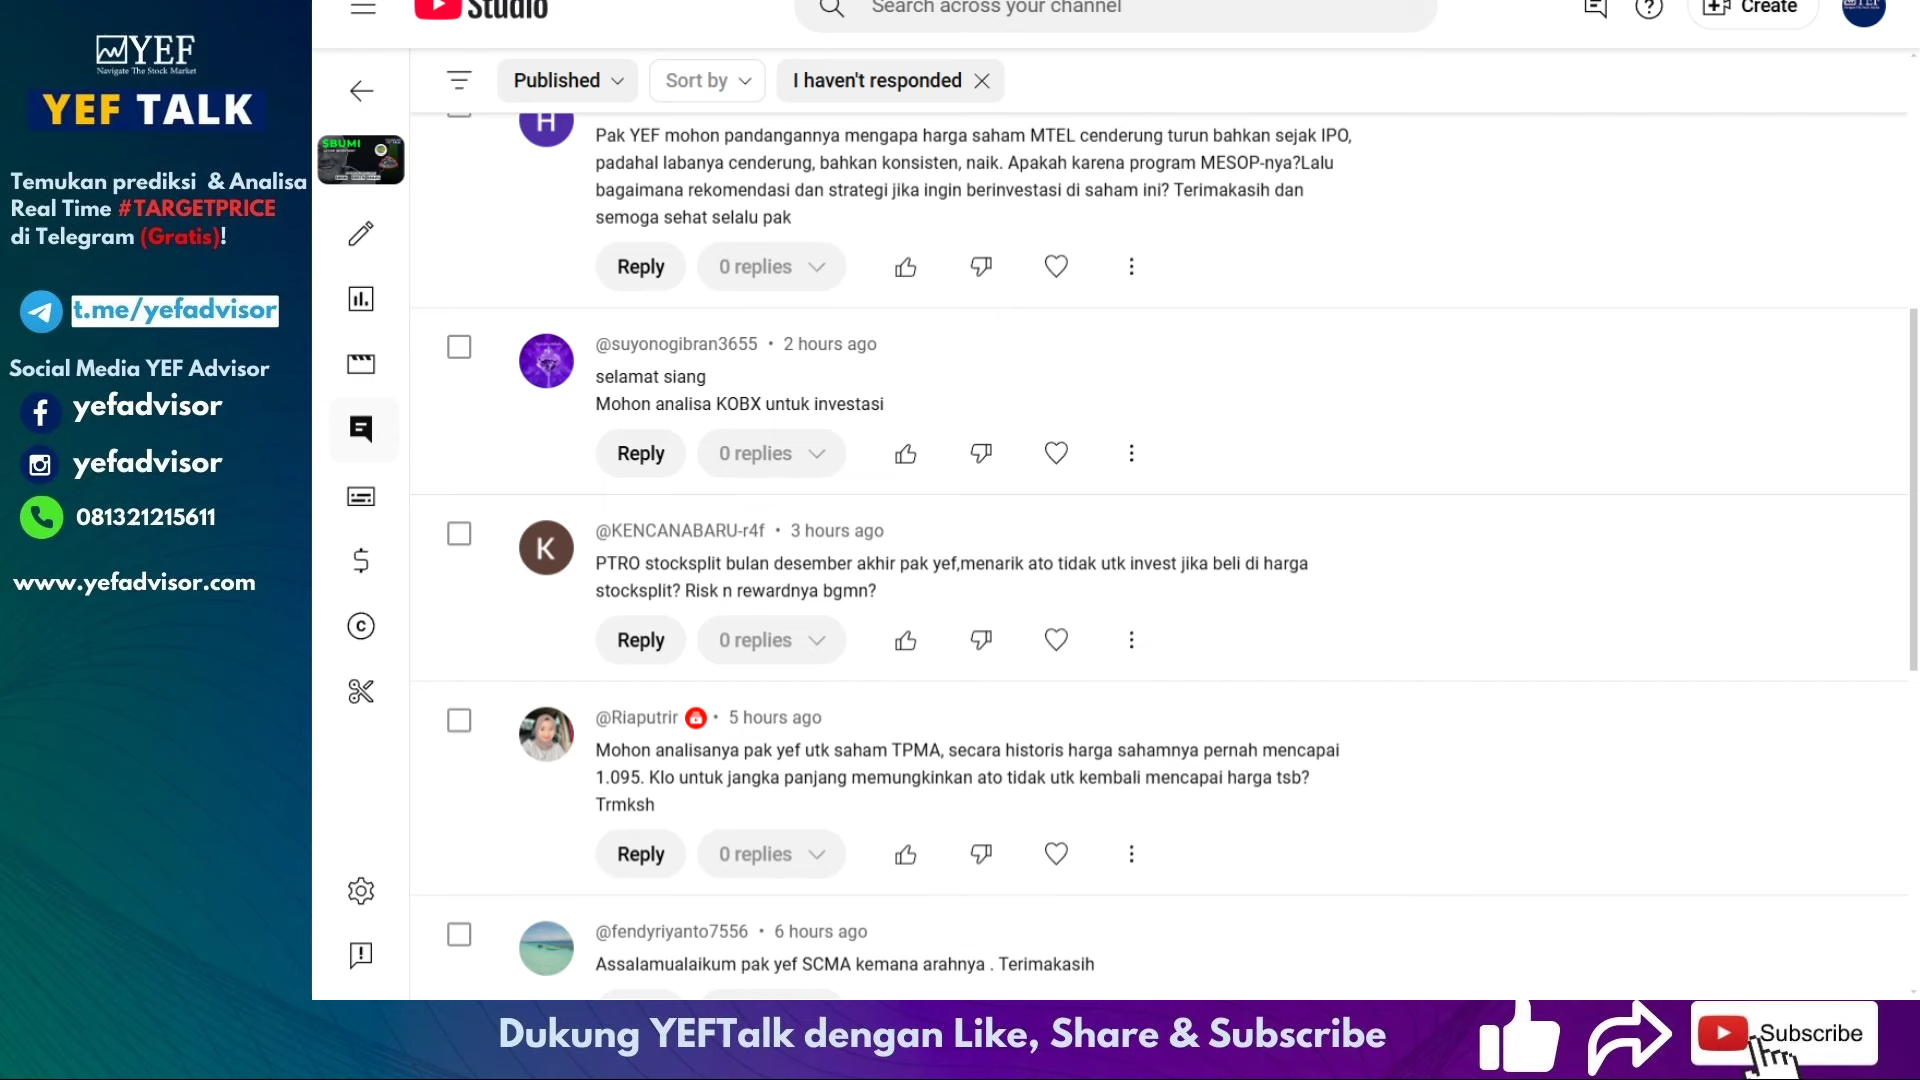 YEF
Navigate The Stock Market
YEF TALK
Temukan prediksi & Analisa
Real Time #TARGETPRICE
di Telegram (Gratis)!
t.me/yefadvisor
Social Media YEF Advisor
yefadvisor
yefadvisor
081321215611
www.yefadvisor.com
Studio
Search across your channel
Create
Published
Sort by
I haven't responded
$BUMI
H
Pak YEF mohon pandangannya mengapa harga saham MTEL cenderung turun bahkan sejak IPO,
padahal labanya cenderung, bahkan konsisten, naik. Apakah karena program MESOP-nya?Lalu
bagaimana rekomendasi dan strategi jika ingin berinvestasi di saham ini? Terimakasih dan
semoga sehat selalu pak
Reply
0 replies
@suyonogibran3655 • 2 hours ago
selamat siang
Mohon analisa KOBX untuk investasi
Reply
0 replies
K
@KENCANABARU-r4f • 3 hours ago
PTRO stocksplit bulan desember akhir pak yef,menarik ato tidak utk invest jika beli di harga
stocksplit? Risk n rewardnya bgmn?
Reply
0 replies
@Riaputrir • 5 hours ago
Mohon analisanya pak yef utk saham TPMA, secara historis harga sahamnya pernah mencapai
1.095. Klo untuk jangka panjang memungkinkan ato tidak utk kembali mencapai harga tsb?
Trmksh
Reply
0 replies
@fendyriyanto7556 • 6 hours ago
Assalamualaikum pak yef SCMA kemana arahnya . Terimakasih
Dukung YEFTalk dengan Like, Share & Subscribe
Subscribe